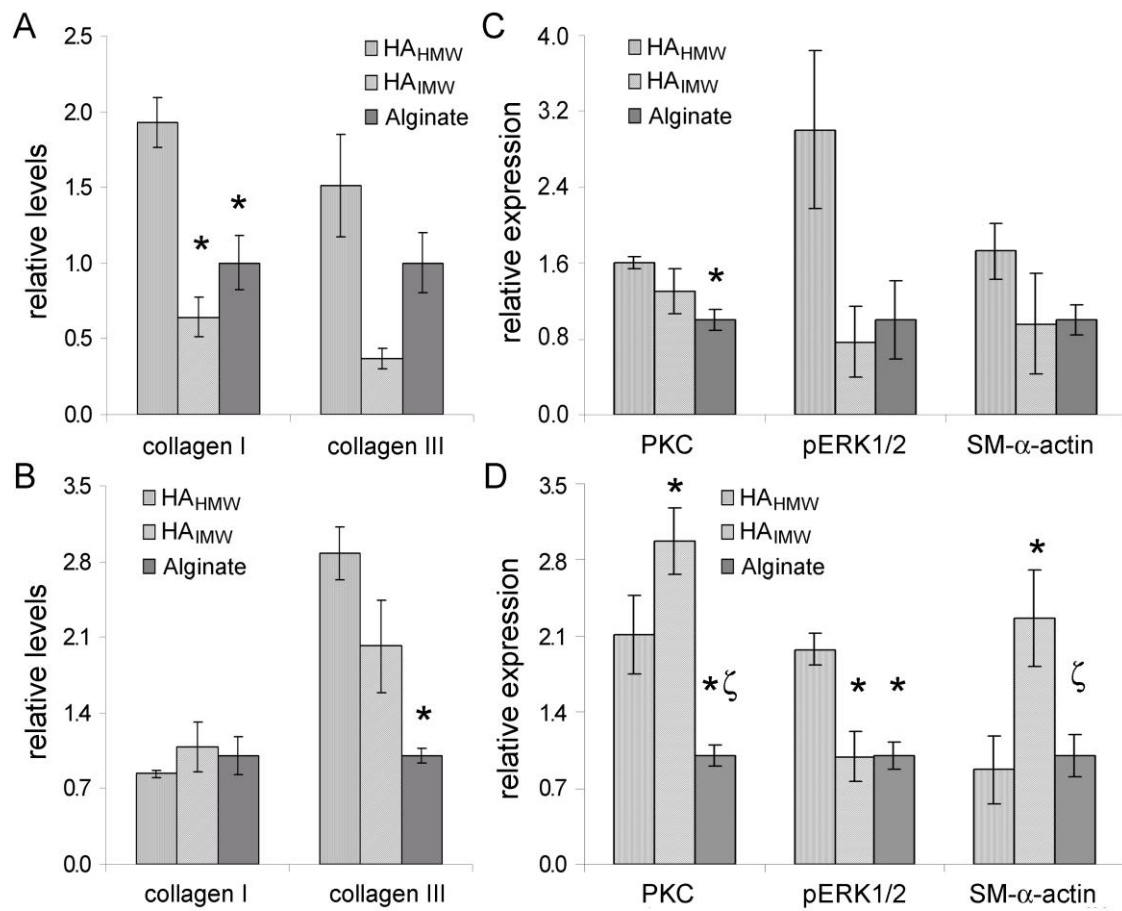 A
relative levels
2.5
2.0
1.5
1.0
0.5
0.0
HAHMW
HAIMW
Alginate
*
*
collagen I
collagen III
C
relative expression
4.0
3.2
2.4
1.6
0.8
0.0
HAHMW
HAIMW
Alginate
*
PKC
pERK1/2
SM-α-actin
B
relative levels
3.5
2.8
2.1
1.4
0.7
0.0
HAHMW
HAIMW
Alginate
*
collagen I
collagen III
D
relative expression
3.5
2.8
2.1
1.4
0.7
0.0
HAHMW
HAIMW
Alginate
*
*ζ
*
*
*
ζ
PKC
pERK1/2
SM-α-actin